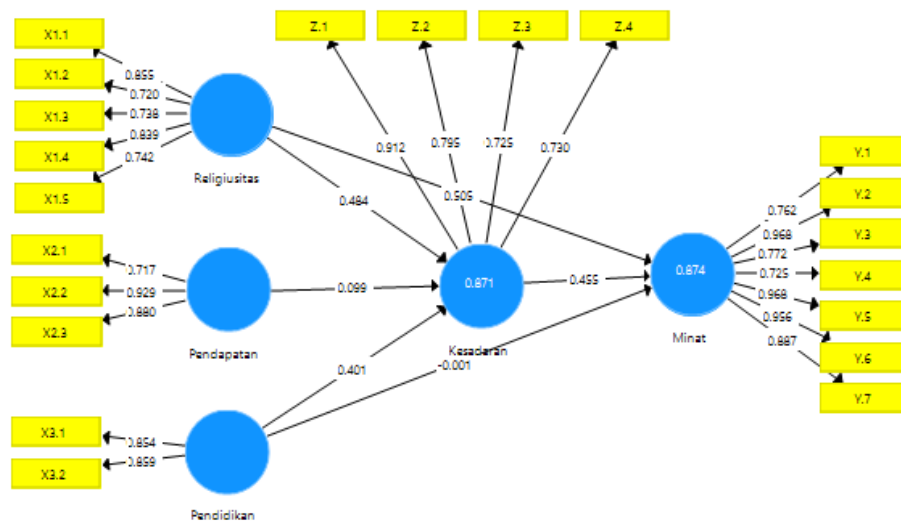 Z.1
Z.2
Z.3
Z.4
X1.1
X1.2
X1.3
X1.4
X1.5
0.855
0.720
0.738
0.839
0.742
Religiusitas
0.912
0.795
0.725
0.730
0.484
0.505
X2.1
X2.2
X2.3
0.717
0.929
0.880
Pendapatan
0.099
0.871
Kesadaran
0.455
0.874
Minat
0.401
-0.001
X3.1
X3.2
0.854
0.859
Pendidikan
0.762
0.968
0.772
0.725
0.968
0.956
0.887
Y.1
Y.2
Y.3
Y.4
Y.5
Y.6
Y.7